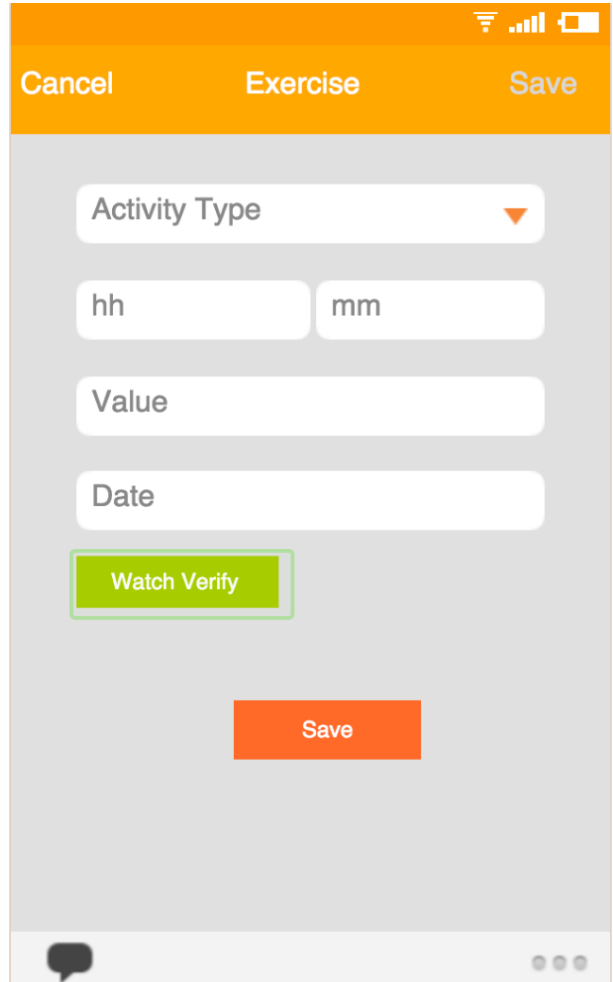 Cancel Exercise Save
Activity Type
hh mm
Value
Date
Watch Verify
Save